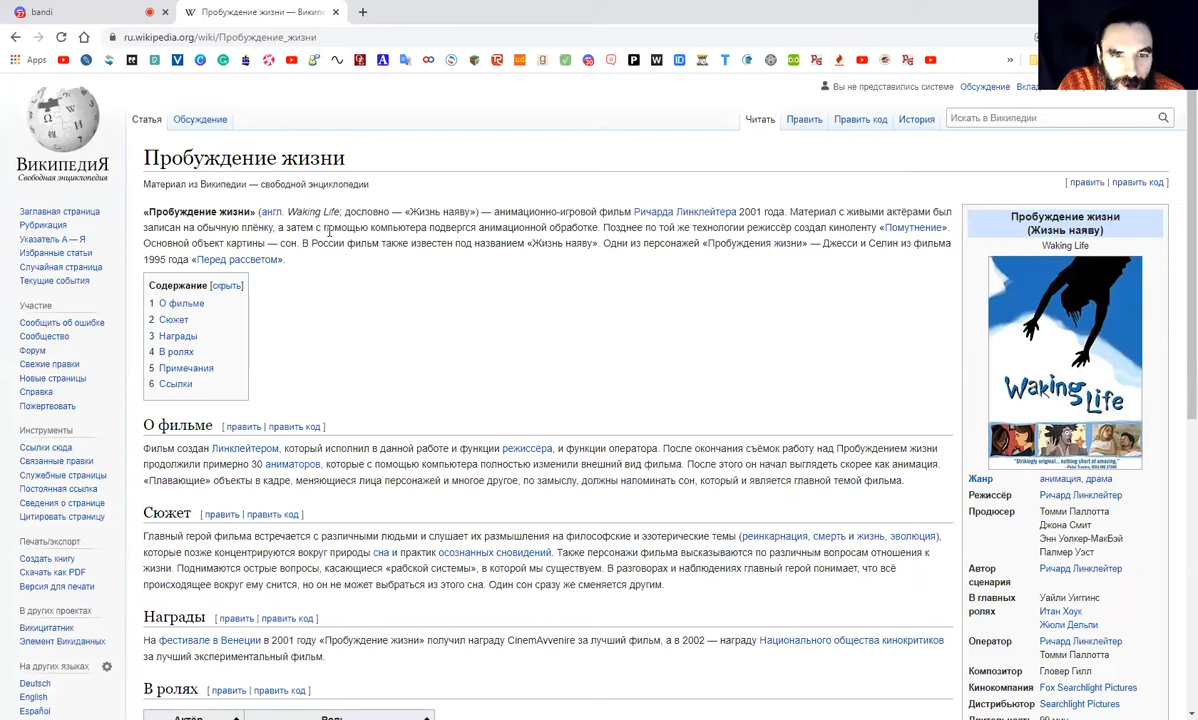 bandi
Пробуждение жизни — Викип
ru.wikipedia.org/wiki/Пробуждение_жизни
Apps
Вы не представились системе Обсуждение Вкла
ВикипедиЯ
Свободная энциклопедия
Статья Обсуждение
Читать Править Править код История
Искать в Википедии
Заглавная страница
Рубрикация
Указатель А — Я
Избранные статьи
Случайная страница
Текущие события
Участие
Сообщить об ошибке
Сообщество
Форум
Свежие правки
Новые страницы
Справка
Пожертвовать
Инструменты
Ссылки сюда
Связанные правки
Служебные страницы
Постоянная ссылка
Сведения о странице
Цитировать страницу
Печать/экспорт
Создать книгу
Скачать как PDF
Версия для печати
В других проектах
Викицитатник
Элемент Викиданных
На других языках
Deutsch
English
Español
Пробуждение жизни
Материал из Википедии — свободной энциклопедии
[ править | править код ]
«Пробуждение жизни» (англ. Waking Life; дословно — «Жизнь наяву») — анимационно-игровой фильм Ричарда Линклейтера 2001 года. Материал с живыми актёрами был
записан на обычную плёнку, а затем с помощью компьютера подвергся анимационной обработке. Позднее по той же технологии режиссёр создал киноленту «Помутнение».
Основной объект картины — сон. В России фильм также известен под названием «Жизнь наяву». Одни из персонажей «Пробуждения жизни» — Джесси и Селин из фильма
1995 года «Перед рассветом».
Содержание [скрыть]
1 О фильме
2 Сюжет
3 Награды
4 В ролях
5 Примечания
6 Ссылки
О фильме [ править | править код ]
Фильм создан Линклейтером, который исполнил в данной работе и функции режиссёра, и функции оператора. После окончания съёмок работу над Пробуждением жизни
продолжили примерно 30 аниматоров, которые с помощью компьютера полностью изменили внешний вид фильма. После этого он начал выглядеть скорее как анимация.
«Плавающие» объекты в кадре, меняющиеся лица персонажей и многое другое, по замыслу, должны напоминать сон, который и является главной темой фильма.
Сюжет [ править | править код ]
Главный герой фильма встречается с различными людьми и слушает их размышления на философские и эзотерические темы (реинкарнация, смерть и жизнь, эволюция),
которые позже концентрируются вокруг природы сна и практик осознанных сновидений. Также персонажи фильма высказываются по различным вопросам отношения к
жизни. Поднимаются острые вопросы, касающиеся «рабской системы», в которой мы существуем. В разговорах и наблюдениях главный герой понимает, что всё
происходящее вокруг ему снится, но он не может выбраться из этого сна. Один сон сразу же сменяется другим.
Награды [ править | править код ]
На фестивале в Венеции в 2001 году «Пробуждение жизни» получил награду CinemAvvenire за лучший фильм, а в 2002 — награду Национального общества кинокритиков
за лучший экспериментальный фильм.
В ролях [ править | править код ]
Актёр Роль
Пробуждение жизни
(Жизнь наяву)
Waking Life
Waking Life
"Strikingly original... nothing short of amazing."
Жанр анимация, драма
Режиссёр Ричард Линклейтер
Продюсер Томми Паллотта
Джона Смит
Энн Уолкер-МакБэй
Палмер Уэст
Автор сценария Ричард Линклейтер
В главных ролях Уайли Уиггинс
Итан Хоук
Жюли Дельпи
Оператор Ричард Линклейтер
Томми Паллотта
Композитор Гловер Гилл
Кинокомпания Fox Searchlight Pictures
Дистрибьютор Searchlight Pictures
Длительность 99 мин